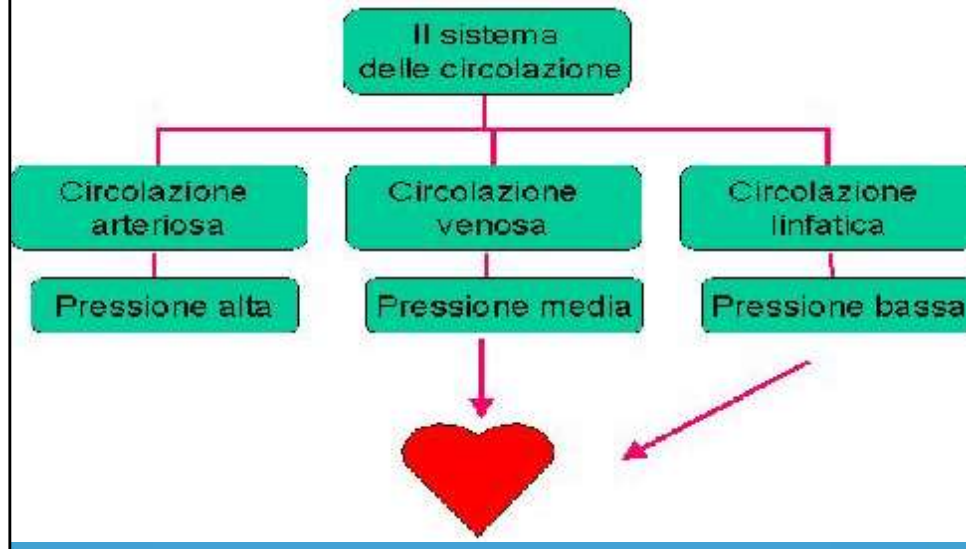 Il sistema
delle circolazione
Circolazione
arteriosa
Circolazione
venosa
Circolazione
linfatica
Pressione alta
Pressione media
Pressione bassa